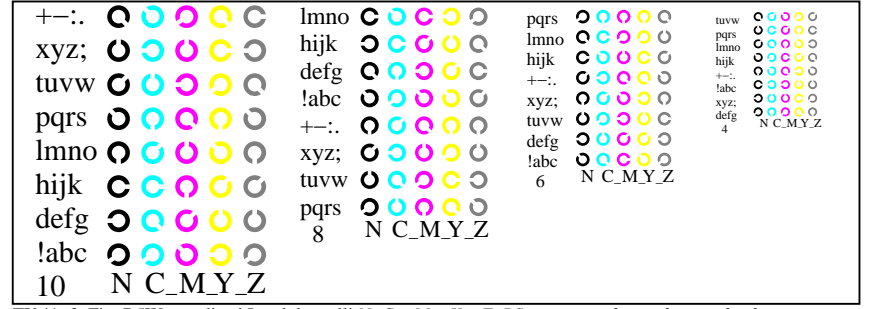 +−:.
xyz;
tuvw
pqrs
lmno
hijk
defg
!abc
10 N C_M_Y_Z
lmno
hijk
defg
!abc
+−:.
xyz;
tuvw
pqrs
8 N C_M_Y_Z
pqrs
lmno
hijk
+−:.
xyz;
tuvw
defg
!abc
6 N C_M_Y_Z
tuvw
pqrs
lmno
hijk
+−:.
!abc
xyz;
defg
4 N C_M_Y_Z